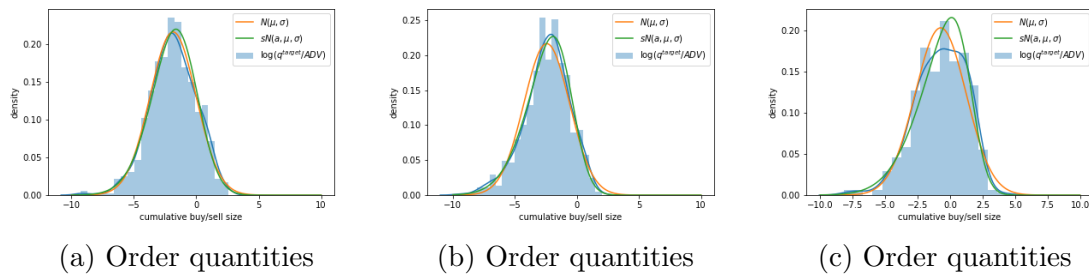 N(μ, σ)
sN(a, μ, σ)
log(q^target/ADV)
density
0.20
0.15
0.10
0.05
0.00
−10 −5 0 5 10
cumulative buy/sell size
(a) Order quantities
N(μ, σ)
sN(a, μ, σ)
log(q^target/ADV)
density
0.25
0.20
0.15
0.10
0.05
0.00
−10 −5 0 5 10
cumulative buy/sell size
(b) Order quantities
N(μ, σ)
sN(a, μ, σ)
log(q^target/ADV)
density
0.20
0.15
0.10
0.05
0.00
−10.0 −7.5 −5.0 −2.5 0.0 2.5 5.0 7.5 10.0
cumulative buy/sell size
(c) Order quantities